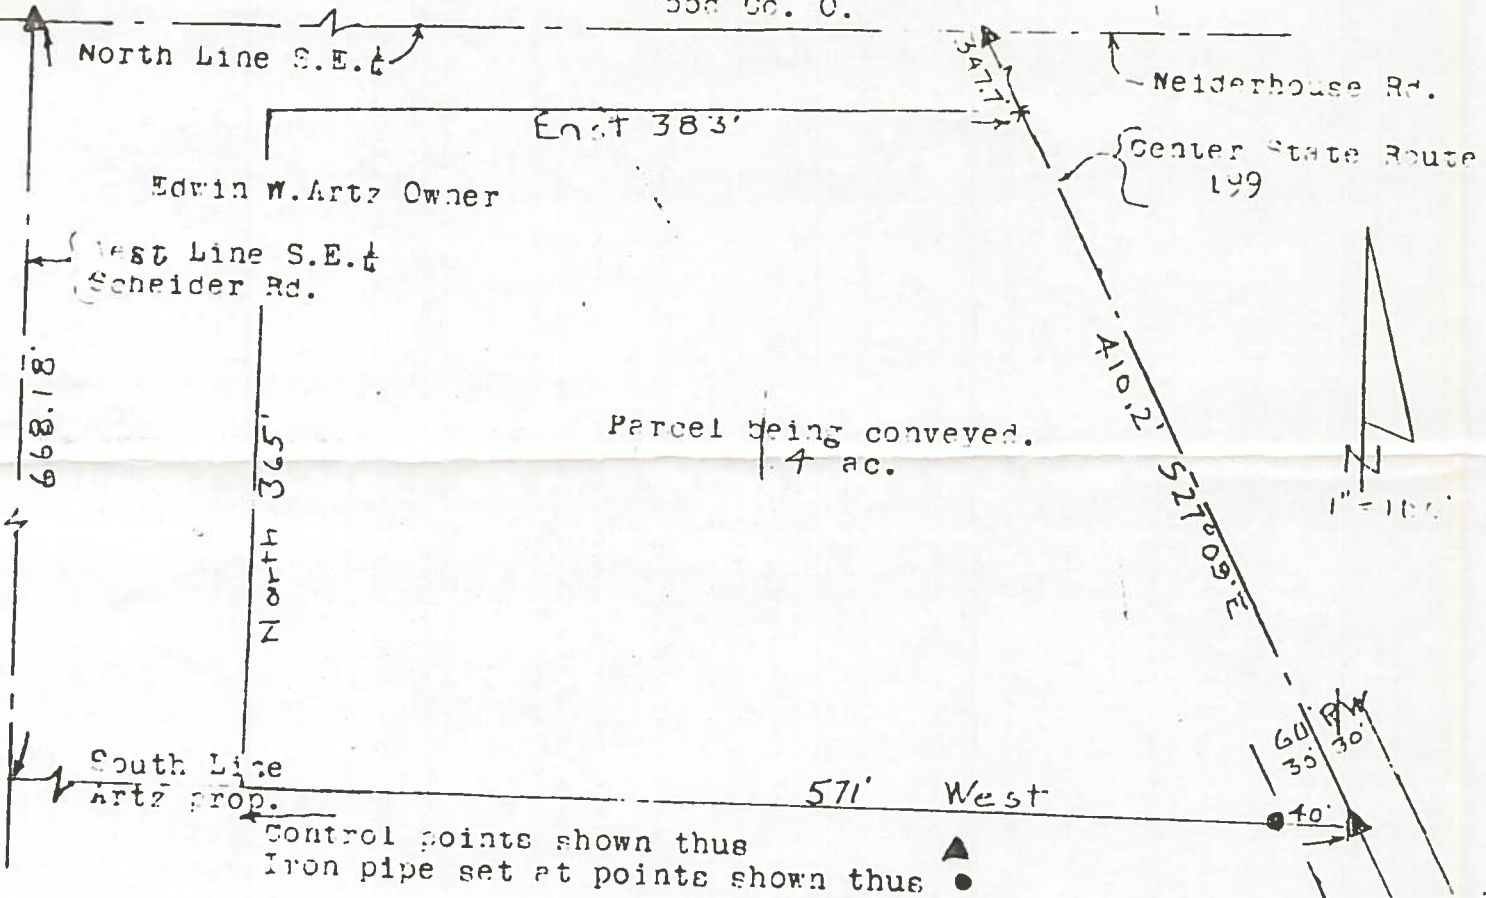 North Line S.E.¼
347.7'
Neiderhouse Rd.
East 383'
Center State Route
199
Edwin W. Artz Owner
West Line S.E.¼
Scheider Rd.
668.18'
North 365'
410.2' S27°09'E
Parcel being conveyed.
4 ac.
N
60' R/W
30' 30'
South Line
Artz prop.
571' West
40'
Control points shown thus
Iron pipe set at points shown thus